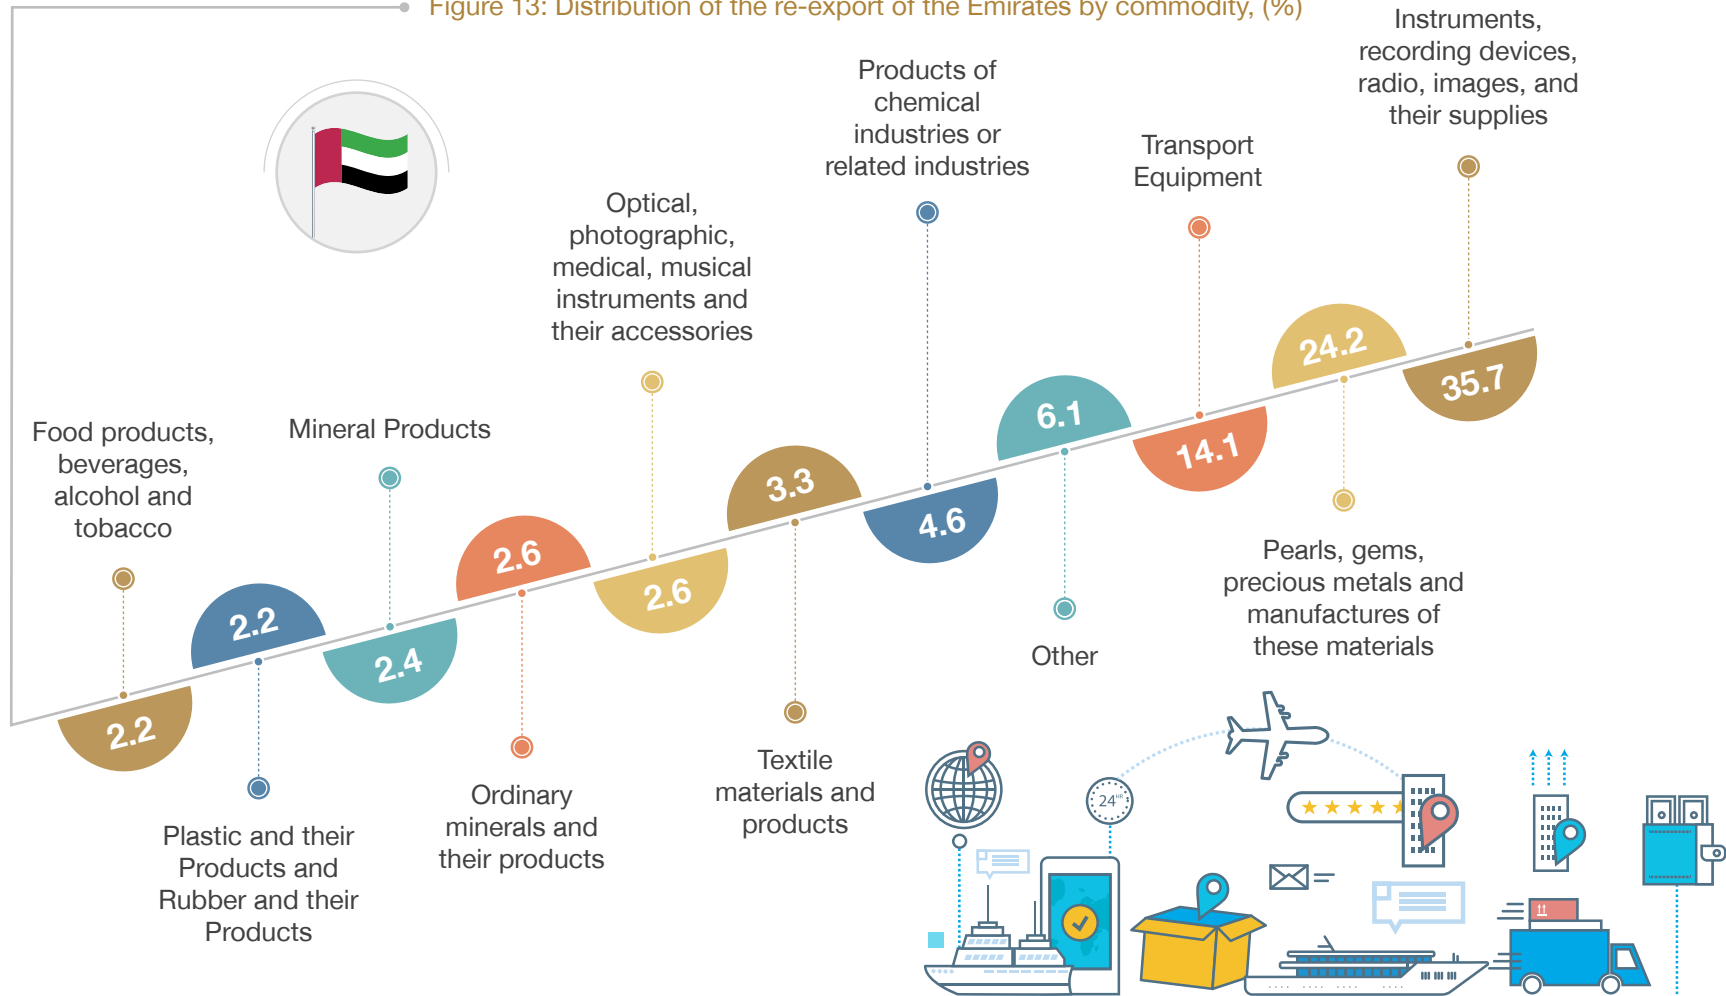 Figure 13: Distribution of the re-export of the Emirates by commodity, (%)
Food products,
beverages,
alcohol and
tobacco
2.2
2.2
Plastic and their
Products and
Rubber and their
Products
Mineral Products
2.4
2.6
Ordinary
minerals and
their products
Optical,
photographic,
medical, musical
instruments and
their accessories
2.6
3.3
Textile
materials and
products
Products of
chemical
industries or
related industries
4.6
6.1
Other
Transport
Equipment
14.1
24.2
Pearls, gems,
precious metals and
manufactures of
these materials
Instruments,
recording devices,
radio, images, and
their supplies
35.7
24HR